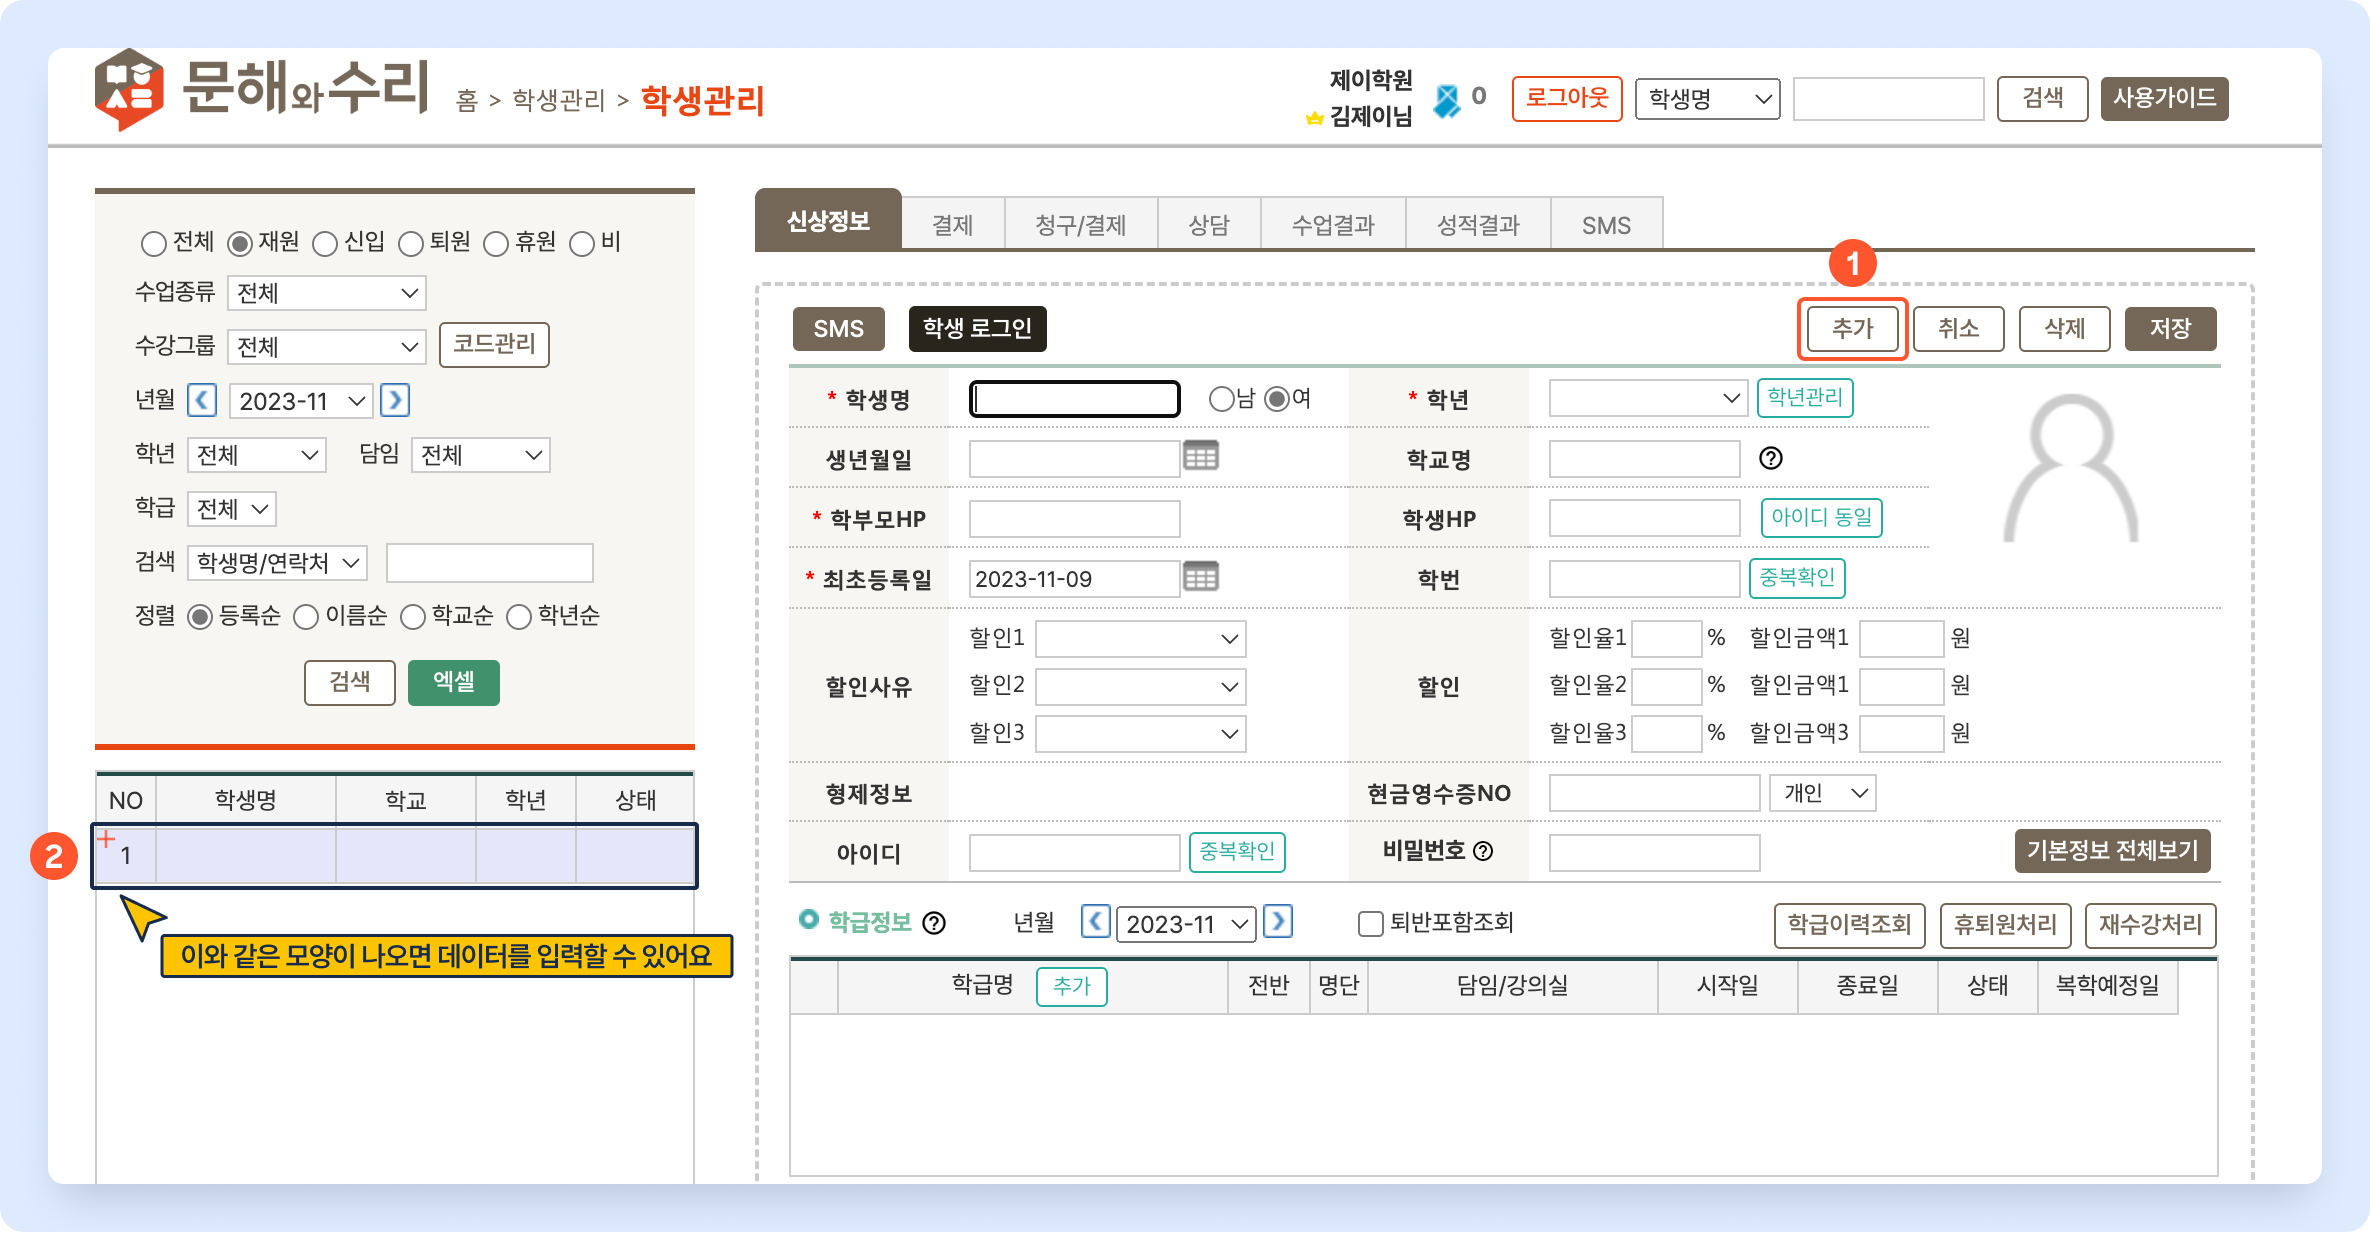 문해와수리 홈 > 학생관리 > 학생관리
제이학원
김제이님
0 로그아웃 학생명 검색 사용가이드
전체 재원 신입 퇴원 휴원 비
수업종류 전체
수강그룹 전체 코드관리
년월 2023-11
학년 전체 담임 전체
학급 전체
검색 학생명/연락처
정렬 등록순 이름순 학교순 학년순
검색 엑셀
NO 학생명 학교 학년 상태
2
1
이와 같은 모양이 나오면 데이터를 입력할 수 있어요
신상정보 결제 청구/결제 상담 수업결과 성적결과 SMS
1
SMS 학생 로그인 추가 취소 삭제 저장
* 학생명 남 여 * 학년 학년관리
생년월일 학교명 ?
* 학부모HP 학생HP 아이디 동일
* 최초등록일 2023-11-09 학번 중복확인
할인사유 할인1 할인 할인율1 % 할인금액1 원
할인2 할인율2 % 할인금액1 원
할인3 할인율3 % 할인금액3 원
형제정보 현금영수증NO 개인
아이디 중복확인 비밀번호 ? 기본정보 전체보기
학급정보 ? 년월 2023-11 퇴반포함조회 학급이력조회 휴퇴원처리 재수강처리
학급명 추가 전반 명단 담임/강의실 시작일 종료일 상태 복학예정일